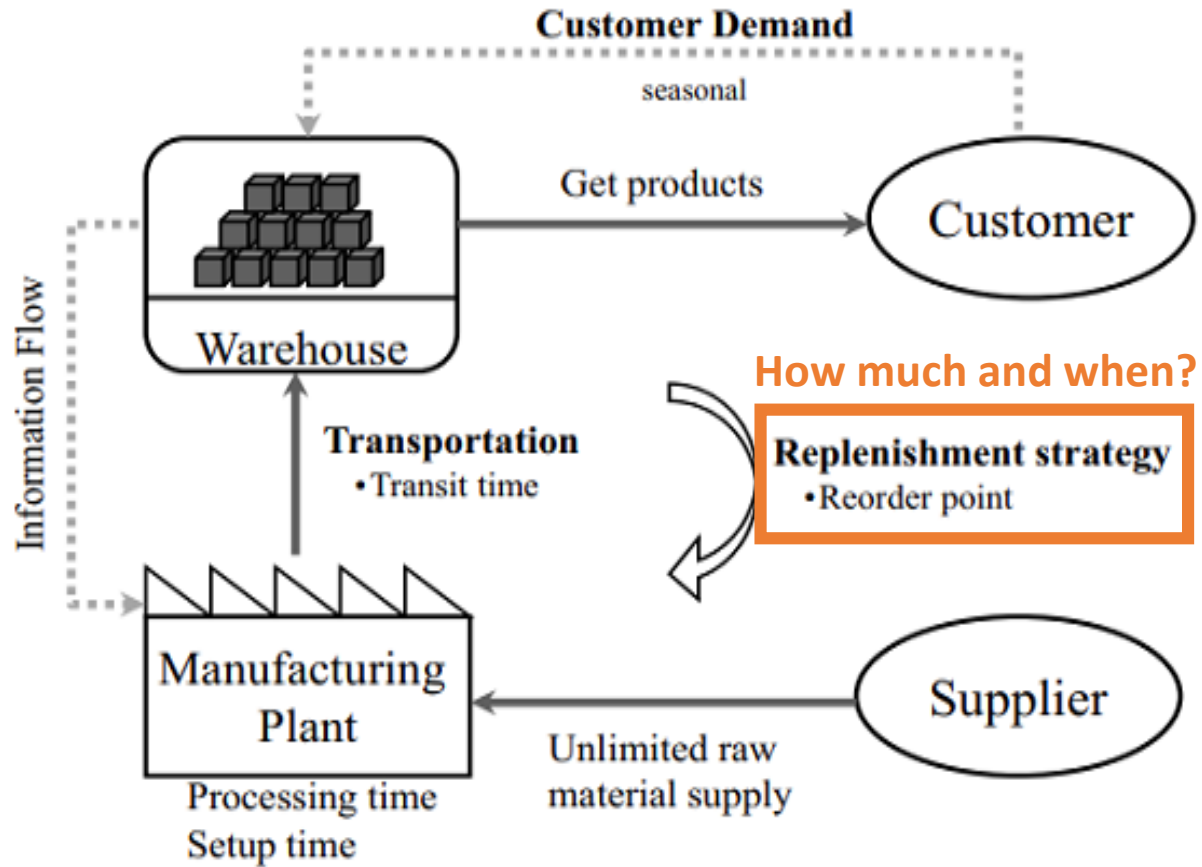 Customer Demand
seasonal
Get products
Customer
Warehouse
Information Flow
How much and when?
Transportation
•Transit time
Replenishment strategy
•Reorder point
Manufacturing
Plant
Supplier
Unlimited raw
material supply
Processing time
Setup time